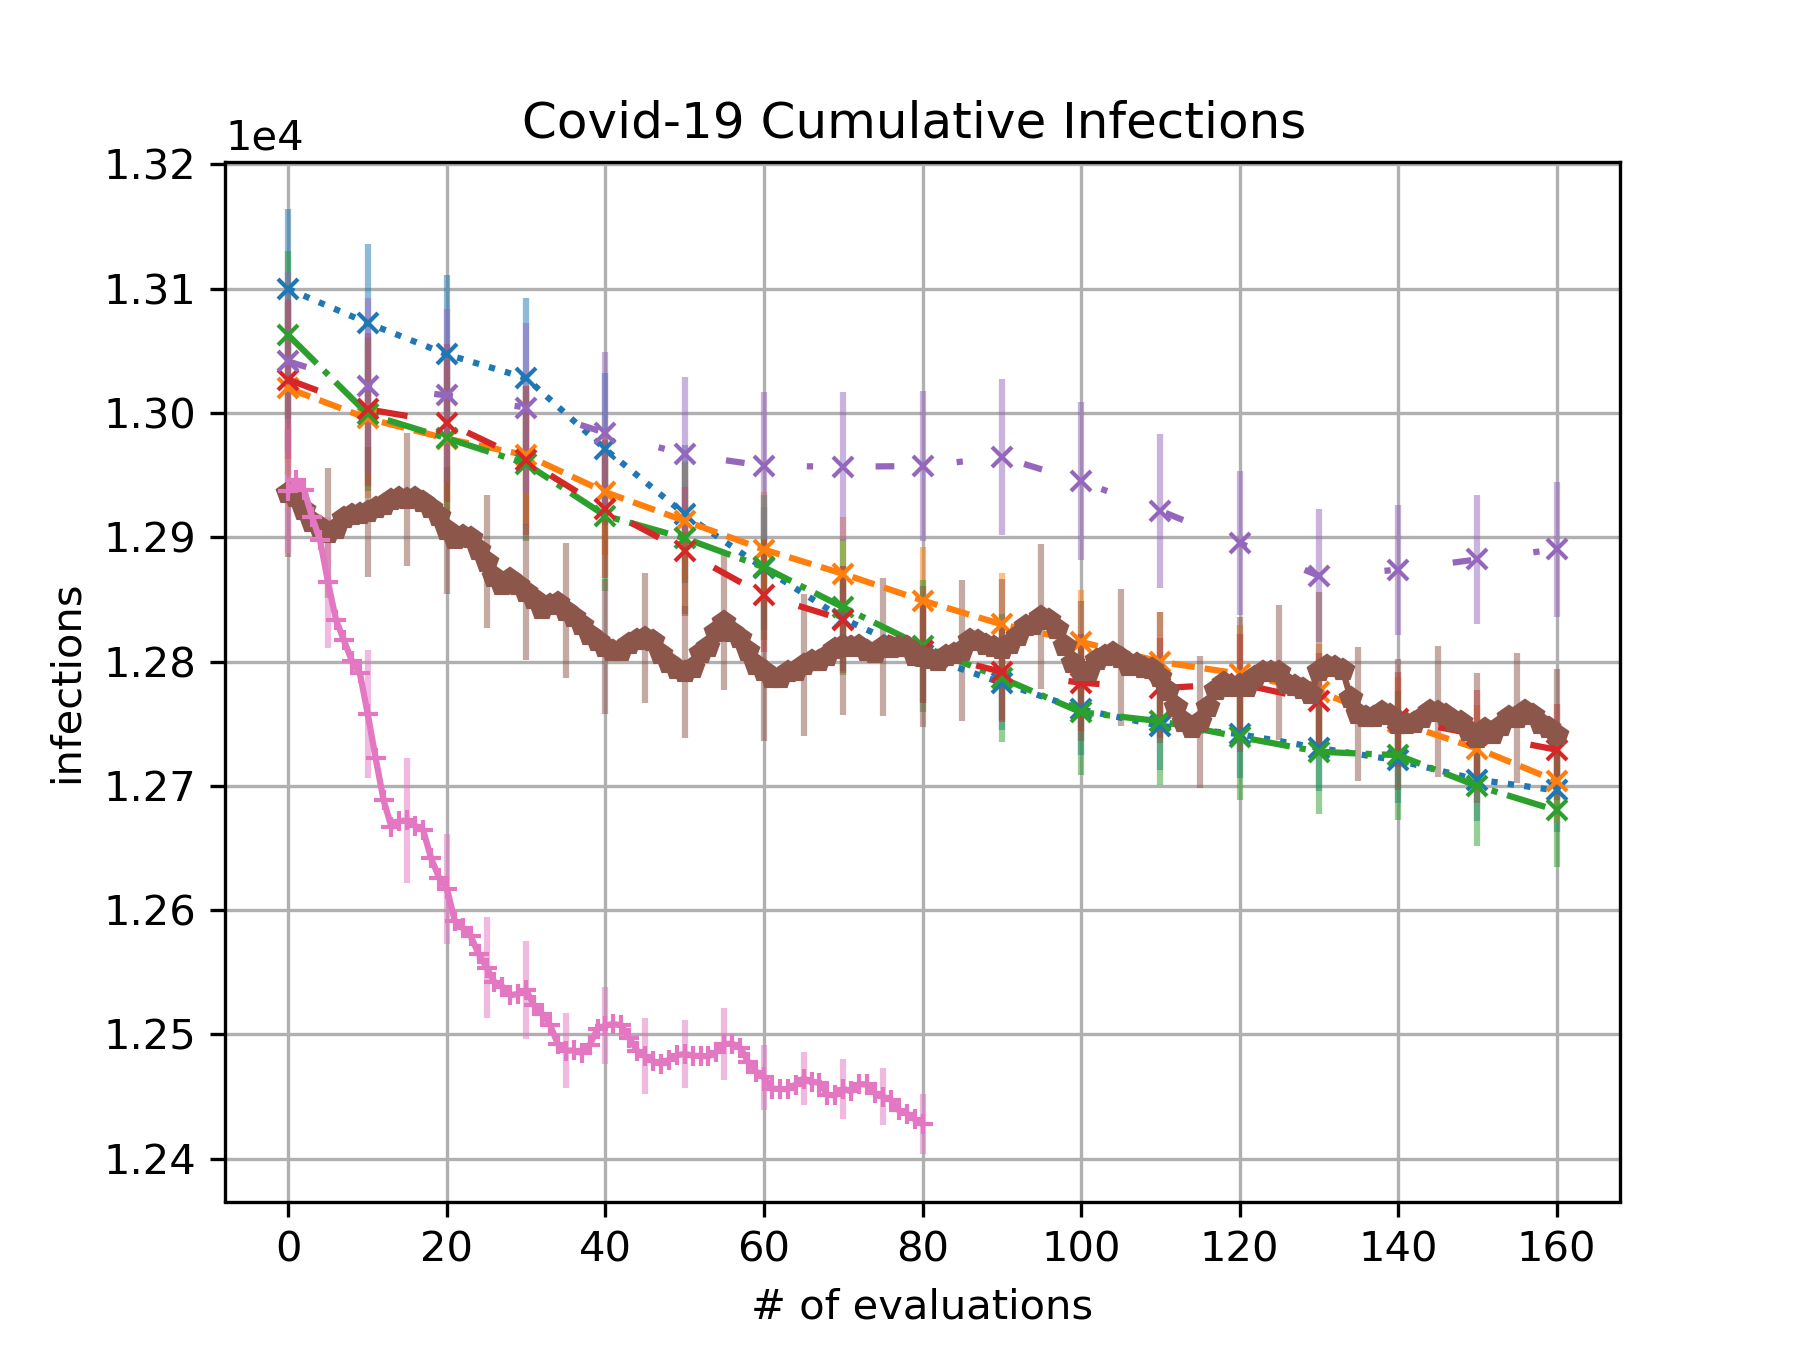 Covid-19 Cumulative Infections
1e4
1.32
1.31
1.30
1.29
1.28
1.27
1.26
1.25
1.24
infections
0 20 40 60 80 100 120 140 160
# of evaluations